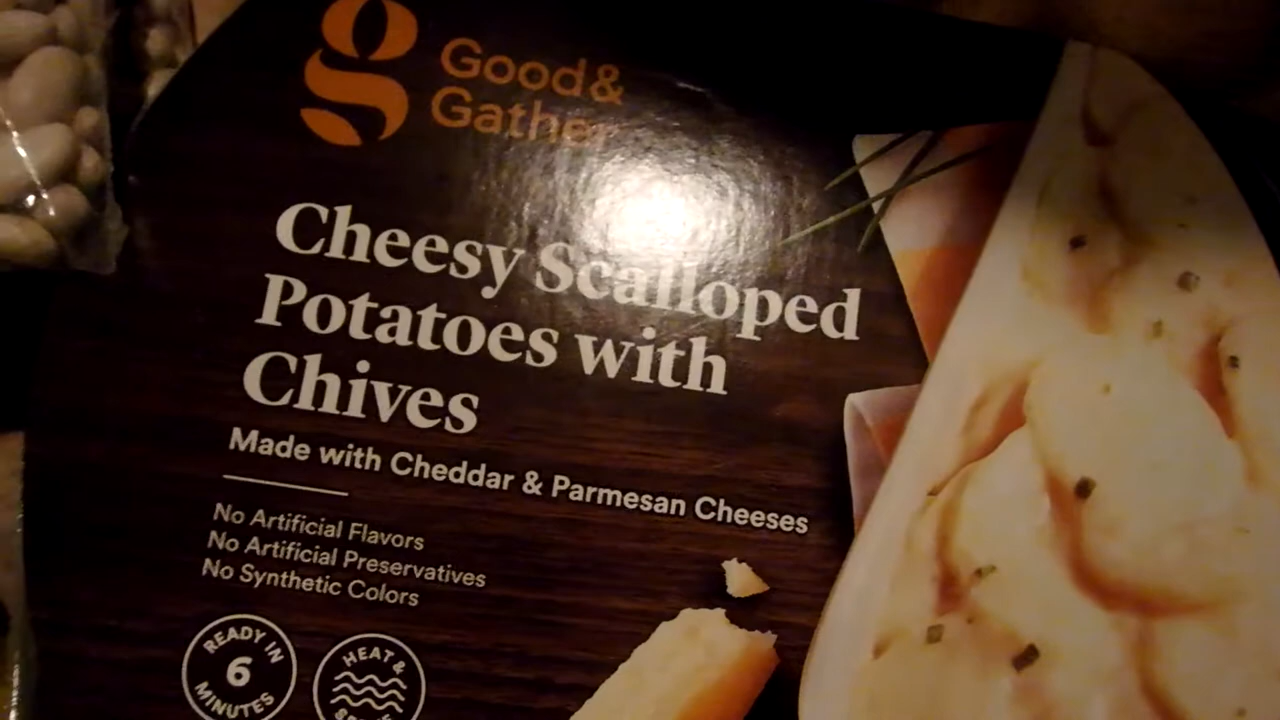 Good&
Gather
Cheesy Scalloped
Potatoes with
Chives
Made with Cheddar & Parmesan Cheeses
No Artificial Flavors
No Artificial Preservatives
No Synthetic Colors
READY IN
6
MINUTES
HEAT &